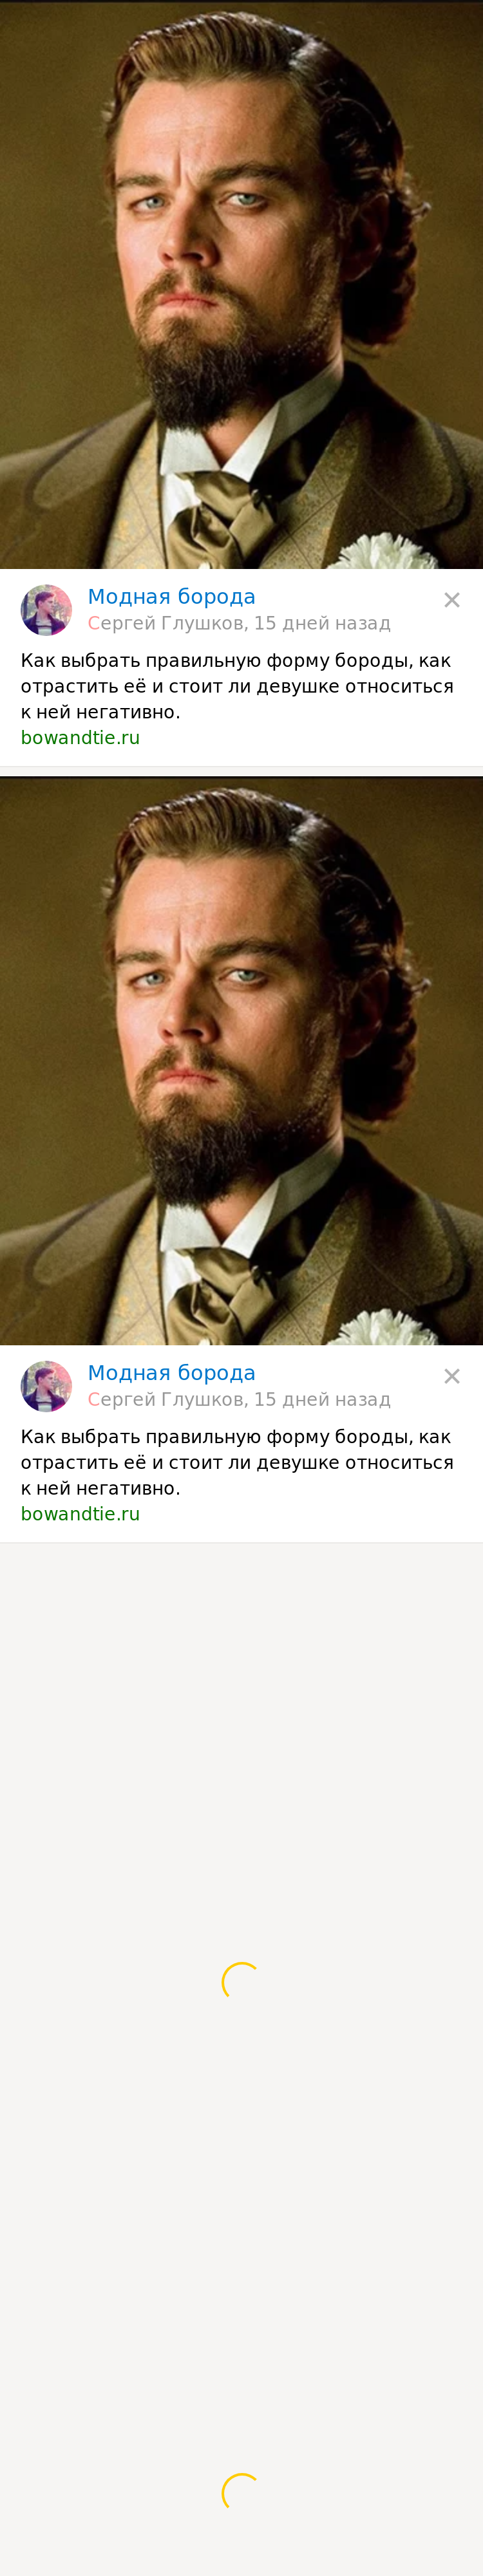 Модная борода
Сергей Глушков, 15 дней назад
Как выбрать правильную форму бороды, как
отрастить её и стоит ли девушке относиться
к ней негативно.
bowandtie.ru
Модная борода
Сергей Глушков, 15 дней назад
Как выбрать правильную форму бороды, как
отрастить её и стоит ли девушке относиться
к ней негативно.
bowandtie.ru